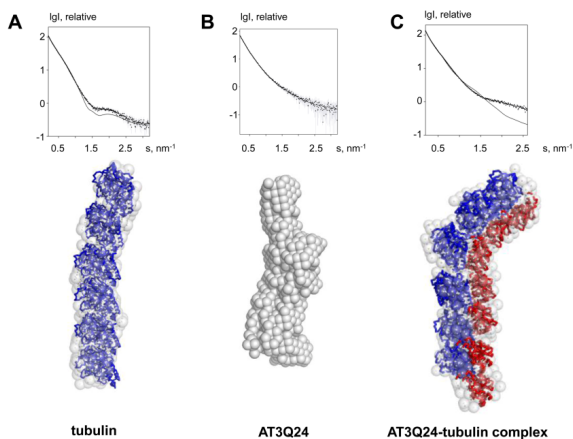 A
B
C
lgI, relative
lgI, relative
lgI, relative
2
1
0
-1
0.5
1.5
2.5
s, nm-1
1
0
-1
0.5
1.5
2.5
s, nm-1
2
1
0
-1
0.5
1.5
2.5
s, nm-1
tubulin
AT3Q24
AT3Q24-tubulin complex